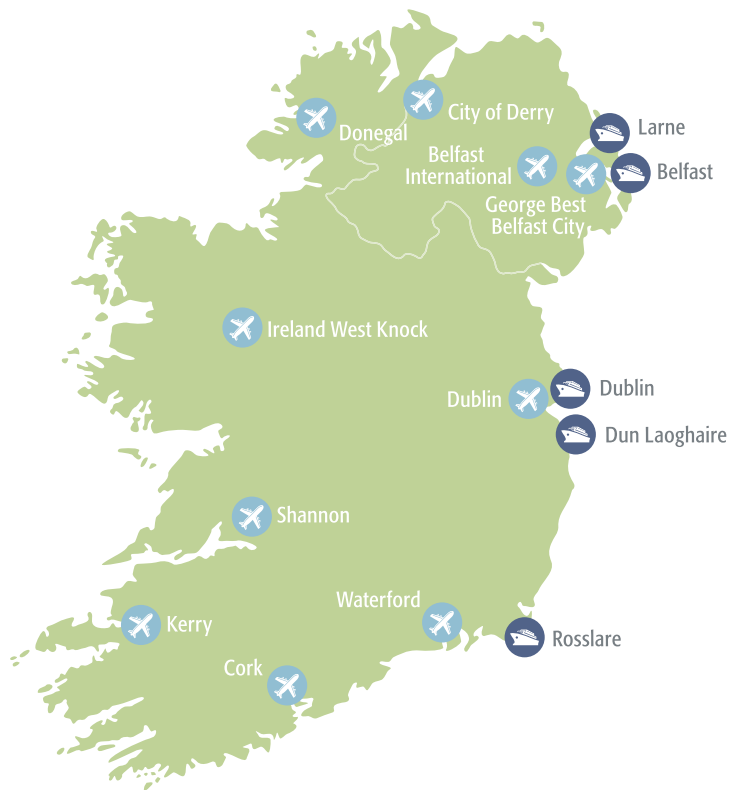 City of Derry
Donegal
Larne
Belfast
International
Belfast
George Best
Belfast City
Ireland West Knock
Dublin
Dublin
Dun Laoghaire
Shannon
Waterford
Kerry
Rosslare
Cork